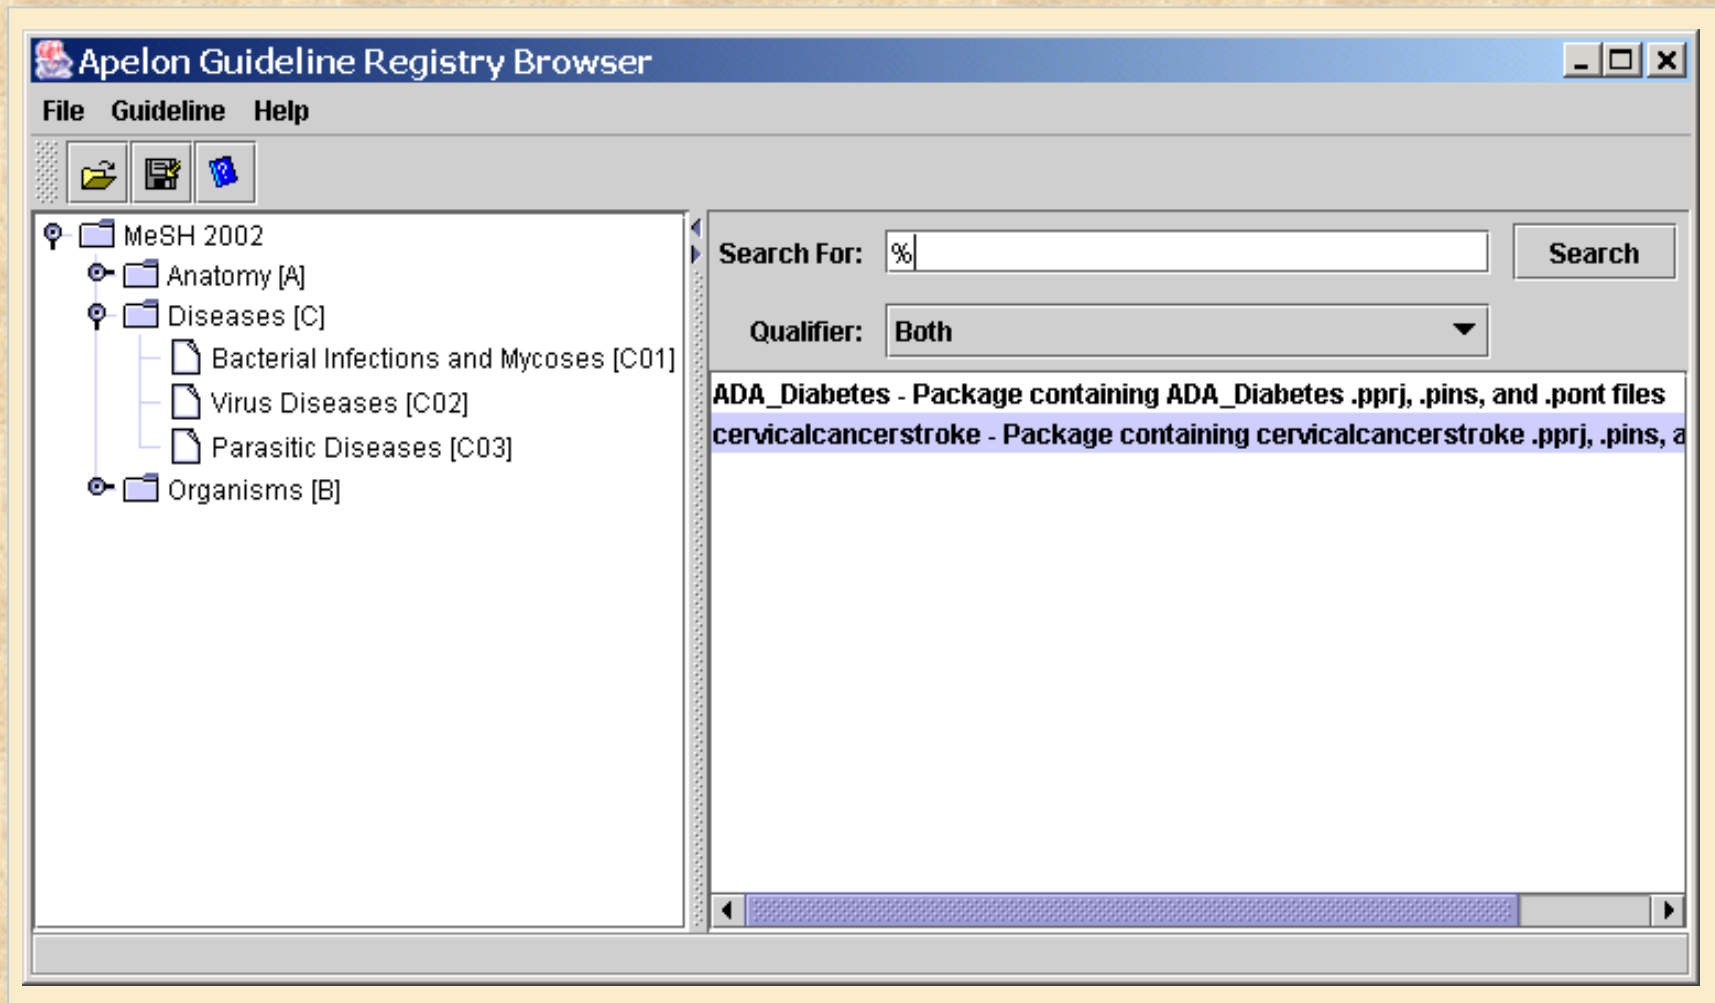 Apelon Guideline Registry Browser
File Guideline Help
MeSH 2002
Anatomy [A]
Diseases [C]
Bacterial Infections and Mycoses [C01]
Virus Diseases [C02]
Parasitic Diseases [C03]
Organisms [B]
Search For: % Search
Qualifier: Both
ADA_Diabetes - Package containing ADA_Diabetes .pprj, .pins, and .pont files
cervicalcancerstroke - Package containing cervicalcancerstroke .pprj, .pins, a